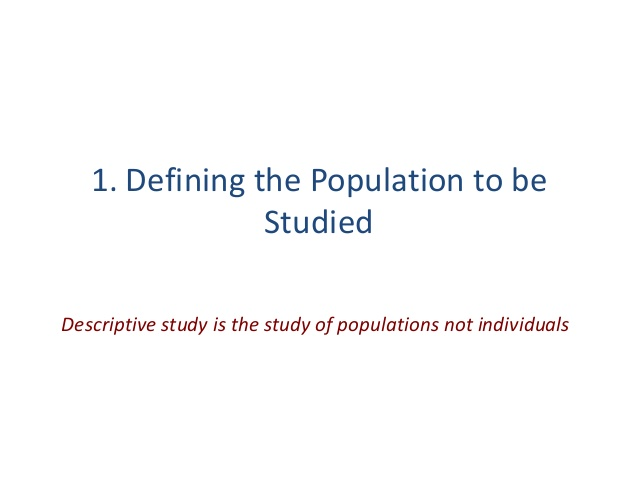 1. Defining the Population to be
Studied
Descriptive study is the study of populations not individuals